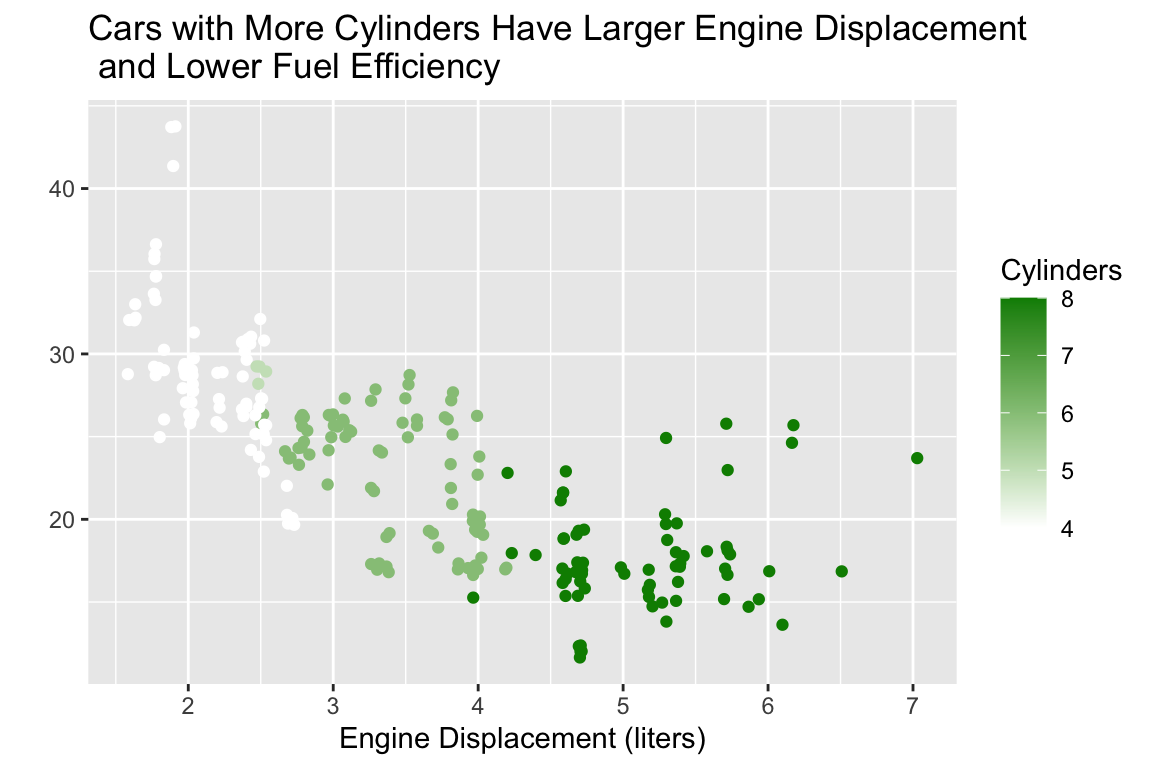 Cars with More Cylinders Have Larger Engine Displacement
and Lower Fuel Efficiency
40
30
20
2 3 4 5 6 7
Engine Displacement (liters)
Cylinders
8
7
6
5
4